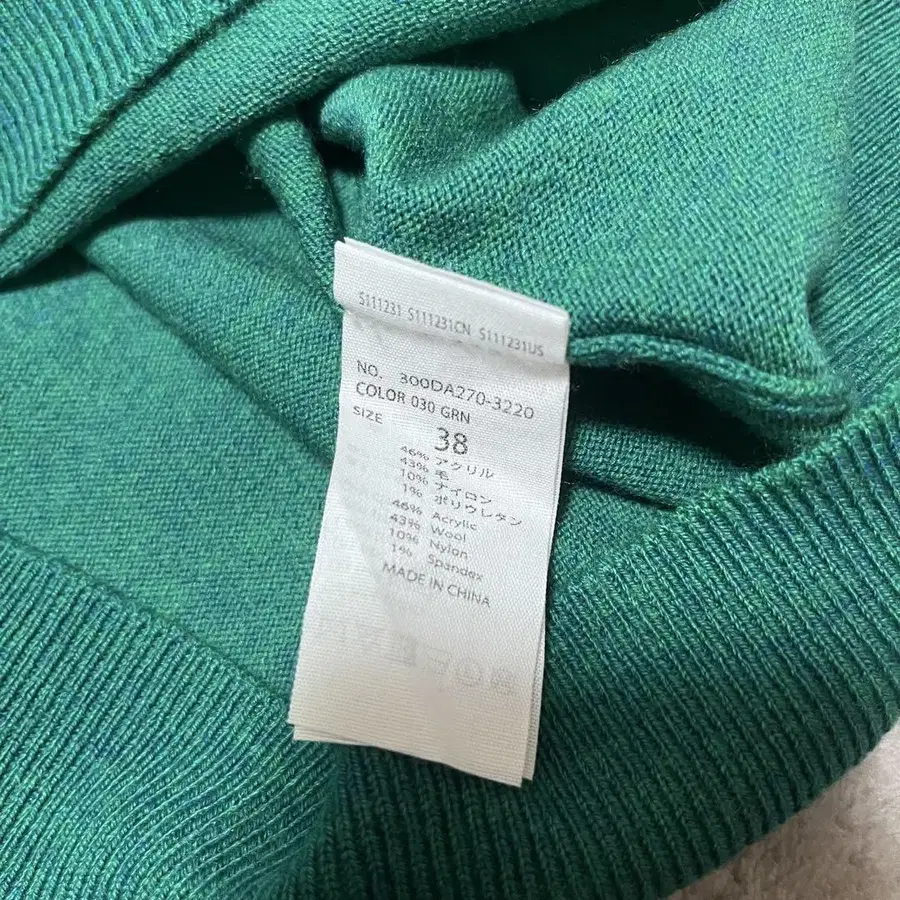 S111231 S111231CN S111231US
NO. 300DA270-3220
COLOR 030 GRN
SIZE 38
46% アクリル
43% 毛
10% ナイロン
1% ポリウレタン
46% Acrylic
43% Wool
10% Nylon
1% Spandex
MADE IN CHINA